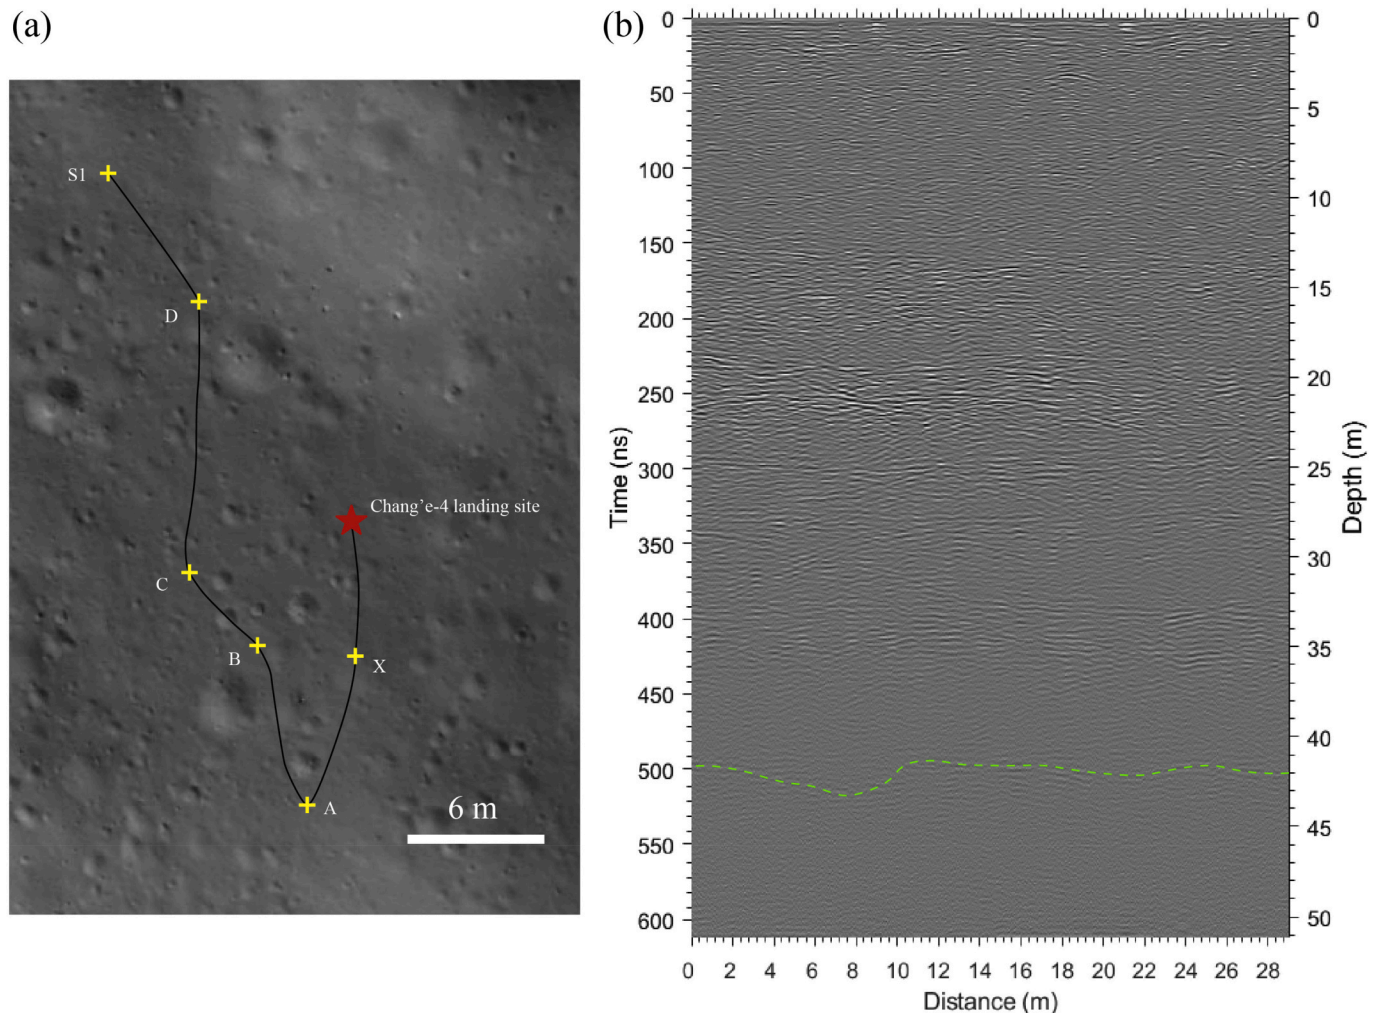 (a)
S1
D
Chang’e-4 landing site
C
B
X
A
6 m
(b)
0
50
100
150
200
250
300
350
400
450
500
550
600
Time (ns)
0
5
10
15
20
25
30
35
40
45
50
Depth (m)
0 2 4 6 8 10 12 14 16 18 20 22 24 26 28
Distance (m)